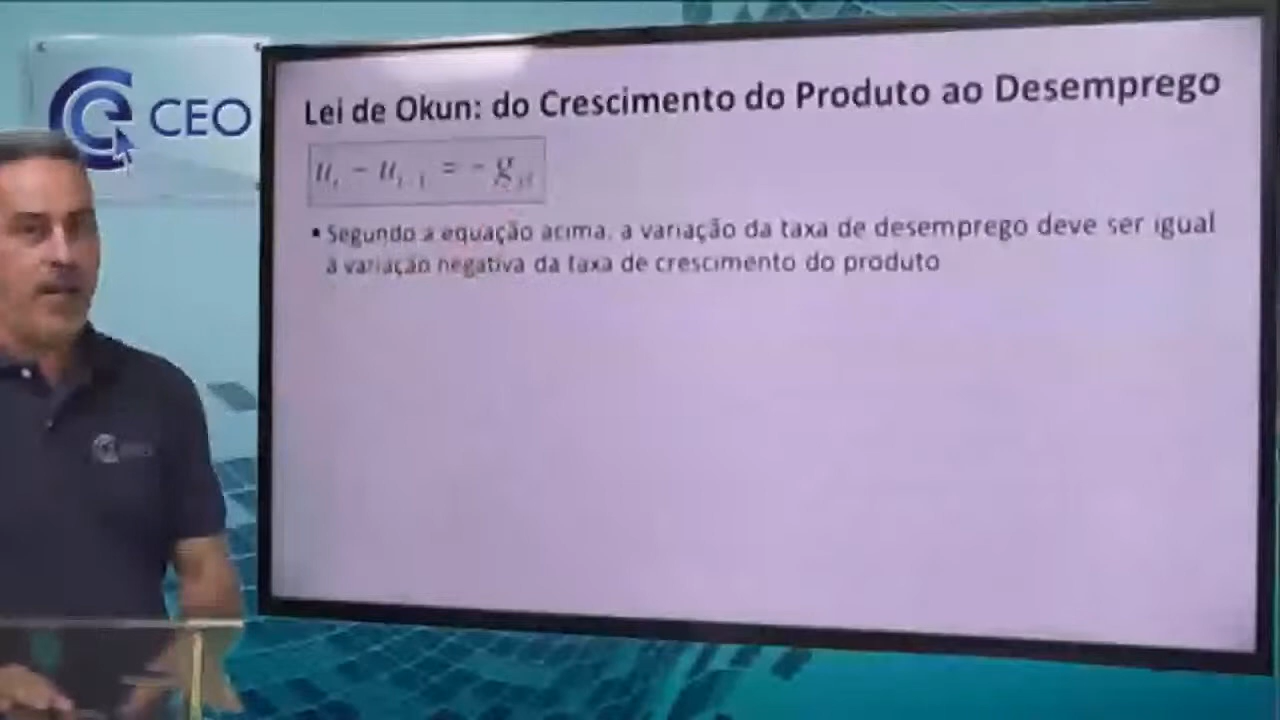 CEO
Lei de Okun: do Crescimento do Produto ao Desemprego
uₜ − uₜ₋₁ = − gᵧₜ
▪ Segundo a equação acima, a variação da taxa de desemprego deve ser igual
à variação negativa da taxa de crescimento do produto